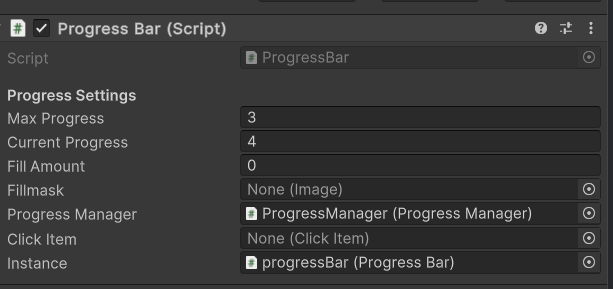 Progress Bar (Script)
Script ProgressBar
Progress Settings
Max Progress 3
Current Progress 4
Fill Amount 0
Fillmask None (Image)
Progress Manager ProgressManager (Progress Manager)
Click Item None (Click Item)
Instance progressBar (Progress Bar)